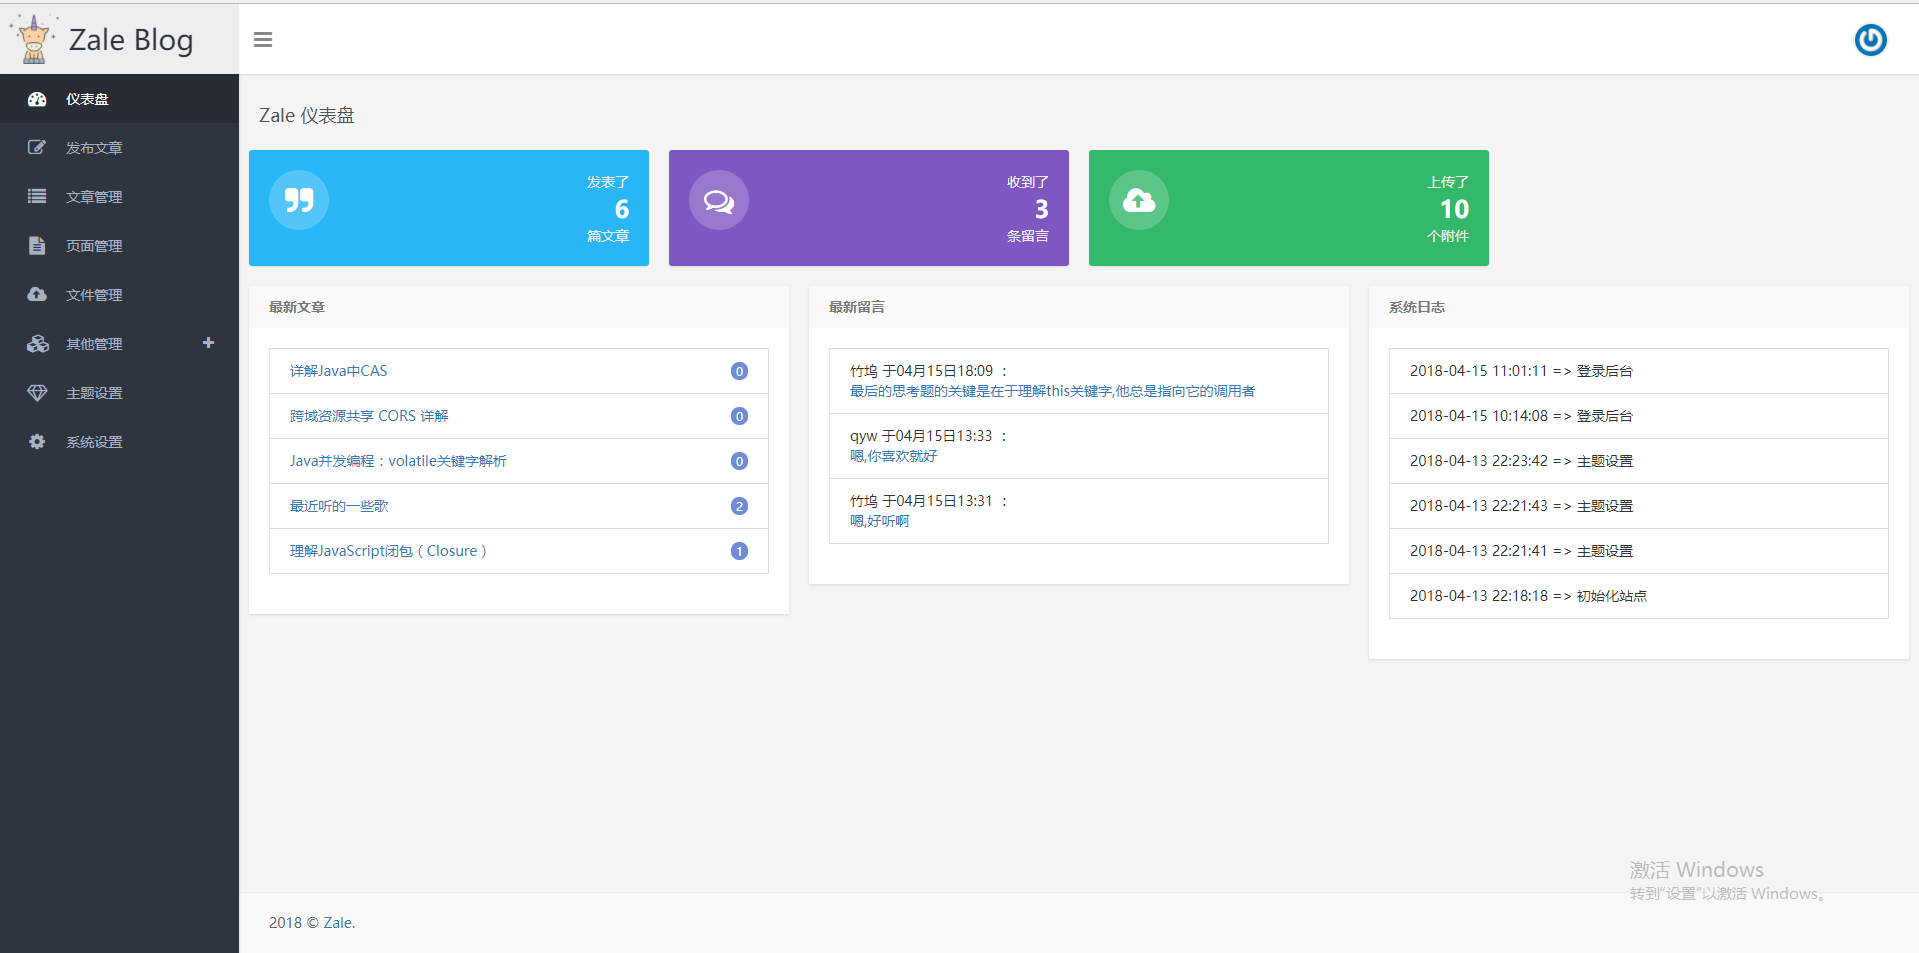 Zale Blog
仪表盘
发布文章
文章管理
页面管理
文件管理
其他管理
主题设置
系统设置
Zale 仪表盘
发表了
6
篇文章
收到了
3
条留言
上传了
10
个附件
最新文章
详解Java中CAS 0
跨域资源共享 CORS 详解 0
Java并发编程：volatile关键字解析 0
最近听的一些歌 2
理解JavaScript闭包（Closure） 1
最新留言
竹坞 于04月15日18:09 ：
最后的思考题的关键是在于理解this关键字,他总是指向它的调用者
qyw 于04月15日13:33 ：
嗯,你喜欢就好
竹坞 于04月15日13:31 ：
嗯,好听啊
系统日志
2018-04-15 11:01:11 => 登录后台
2018-04-15 10:14:08 => 登录后台
2018-04-13 22:23:42 => 主题设置
2018-04-13 22:21:43 => 主题设置
2018-04-13 22:21:41 => 主题设置
2018-04-13 22:18:18 => 初始化站点
激活 Windows
转到“设置”以激活 Windows。
2018 © Zale.